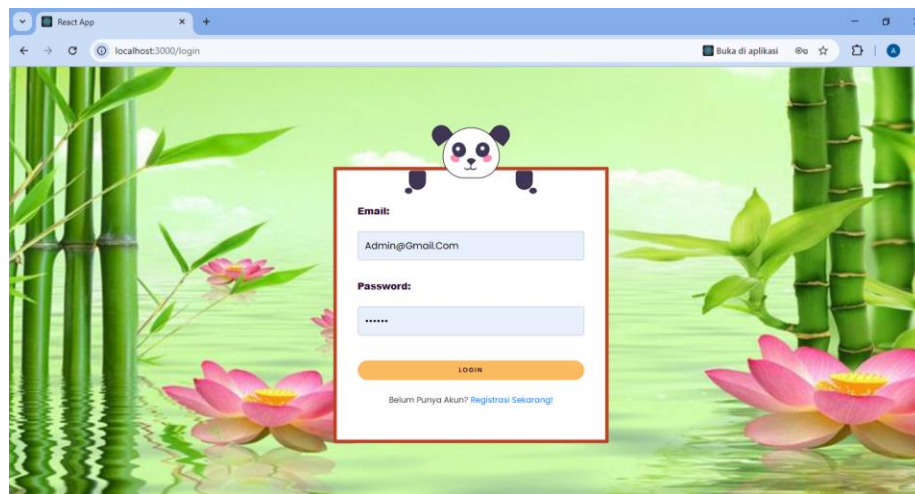 React App
localhost:3000/login
Buka di aplikasi
A
Email:
Admin@Gmail.Com
Password:
••••••
LOGIN
Belum Punya Akun? Registrasi Sekarang!